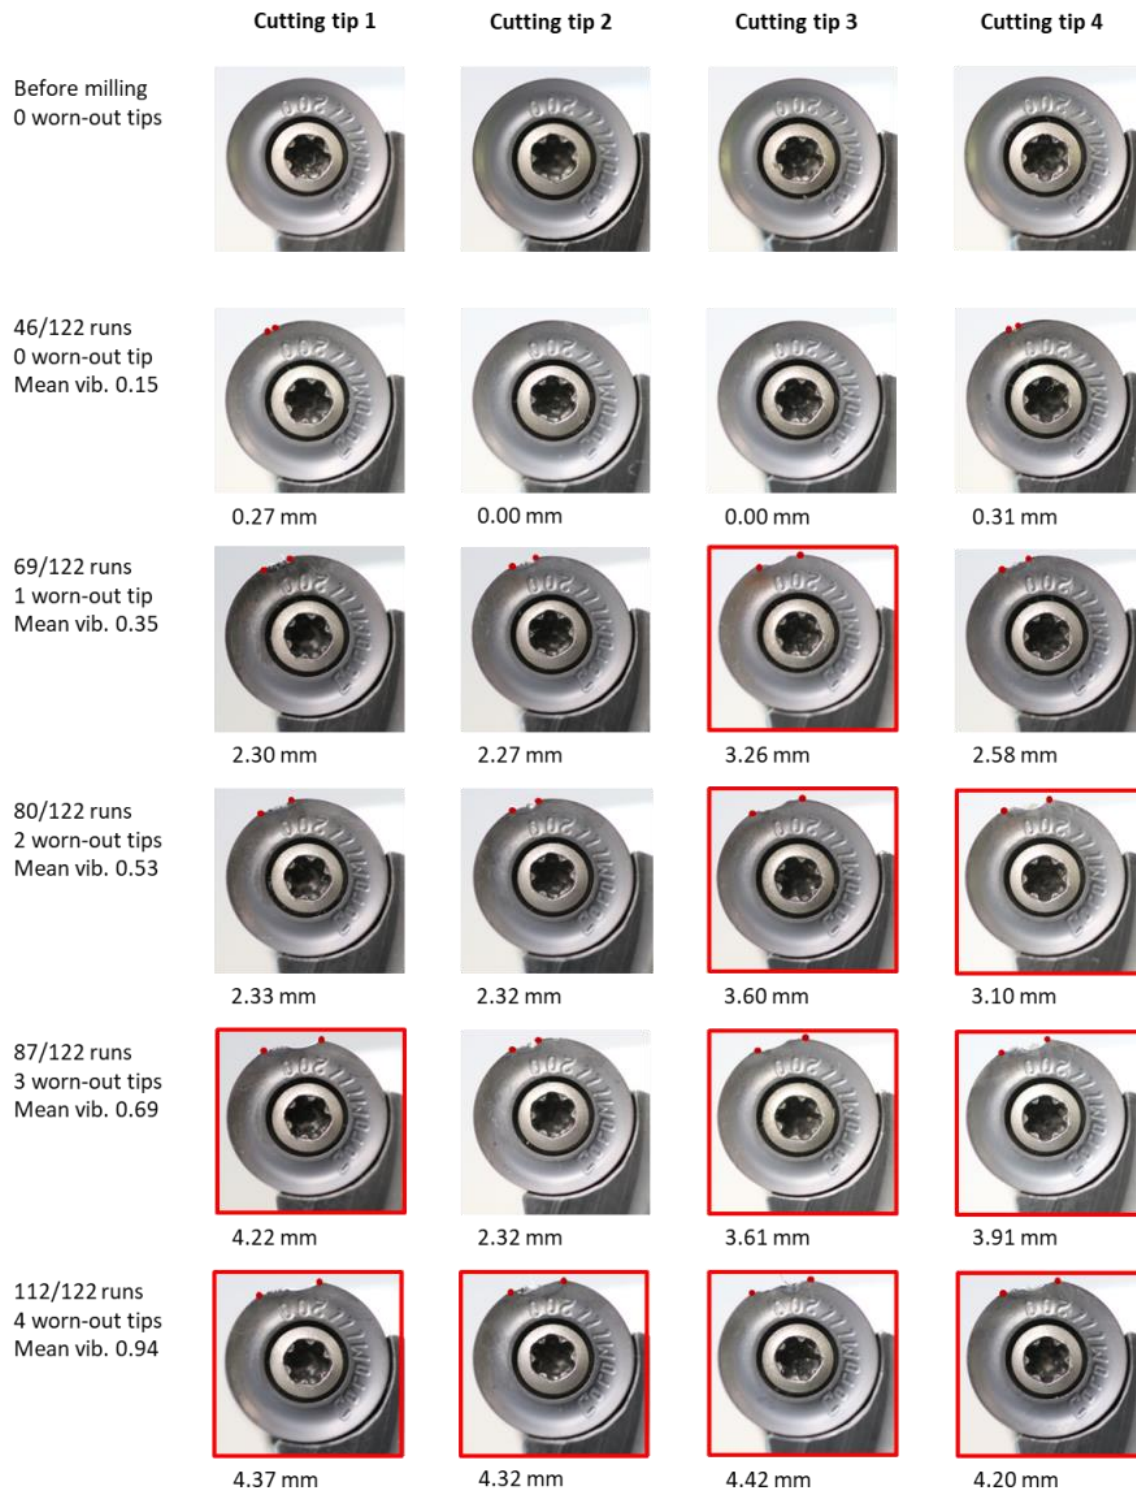 Cutting tip 1 Cutting tip 2 Cutting tip 3 Cutting tip 4
Before milling
0 worn-out tips
46/122 runs
0 worn-out tip
Mean vib. 0.15
0.27 mm 0.00 mm 0.00 mm 0.31 mm
69/122 runs
1 worn-out tip
Mean vib. 0.35
2.30 mm 2.27 mm 3.26 mm 2.58 mm
80/122 runs
2 worn-out tips
Mean vib. 0.53
2.33 mm 2.32 mm 3.60 mm 3.10 mm
87/122 runs
3 worn-out tips
Mean vib. 0.69
4.22 mm 2.32 mm 3.61 mm 3.91 mm
112/122 runs
4 worn-out tips
Mean vib. 0.94
4.37 mm 4.32 mm 4.42 mm 4.20 mm